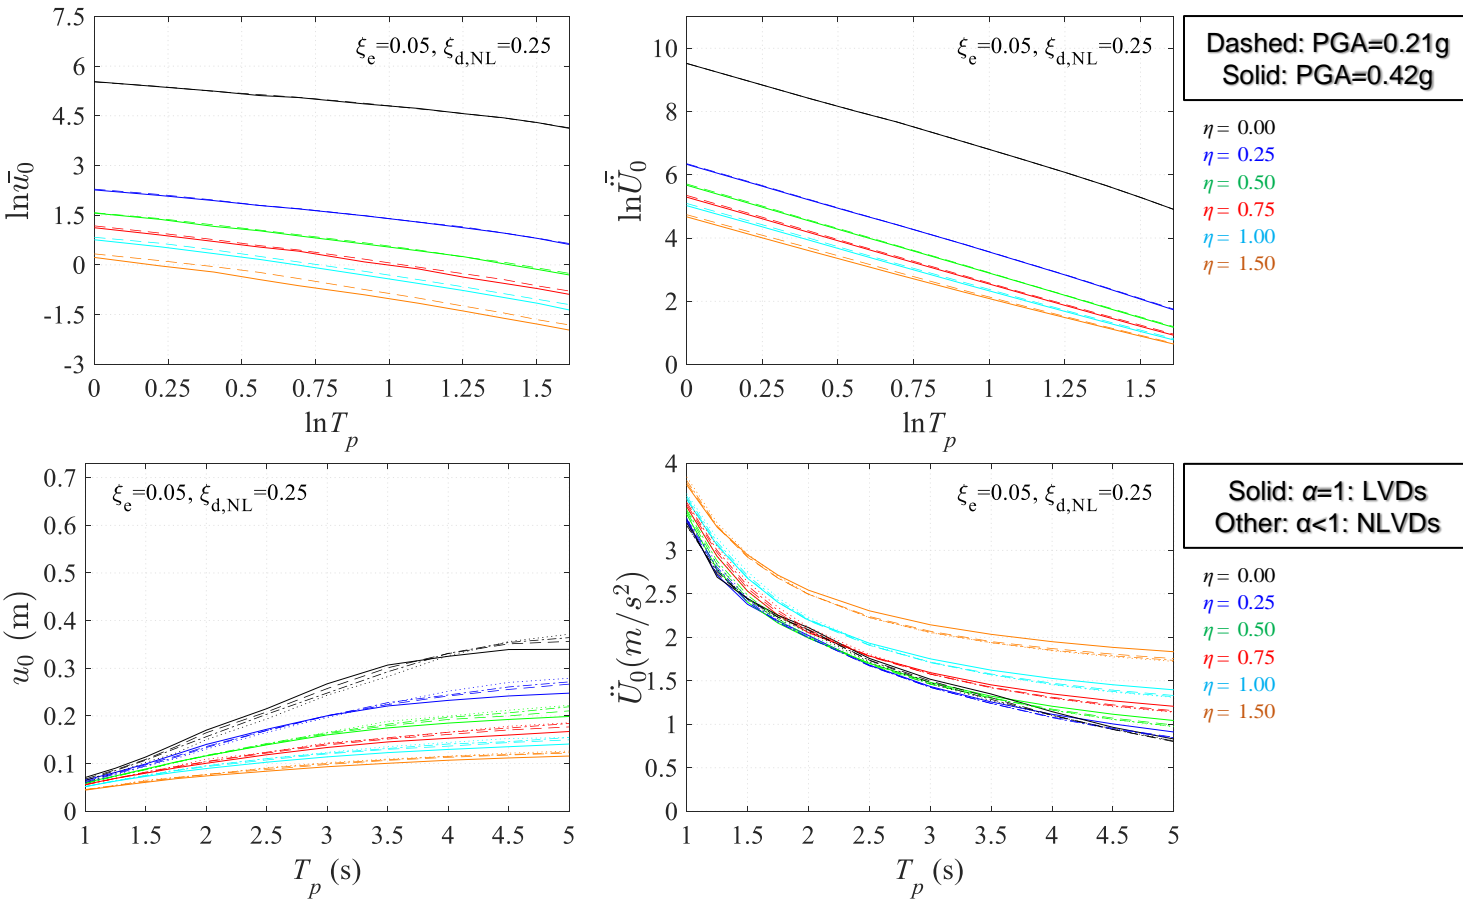 7.5
6
4.5
3
1.5
0
-1.5
-3
ln ū₀
ξe=0.05, ξd,NL=0.25
0 0.25 0.5 0.75 1 1.25 1.5
ln Tp
10
8
6
4
2
0
ln Ǖ₀
ξe=0.05, ξd,NL=0.25
0 0.25 0.5 0.75 1 1.25 1.5
ln Tp
Dashed: PGA=0.21g
Solid: PGA=0.42g
η = 0.00
η = 0.25
η = 0.50
η = 0.75
η = 1.00
η = 1.50
0.7
0.6
0.5
0.4
0.3
0.2
0.1
0
u₀ (m)
ξe=0.05, ξd,NL=0.25
1 1.5 2 2.5 3 3.5 4 4.5 5
Tp (s)
4
3
2.5
2
1.5
1
0.5
0
Ü₀(m/s²)
ξe=0.05, ξd,NL=0.25
1 1.5 2 2.5 3 3.5 4 4.5 5
Tp (s)
Solid: α=1: LVDs
Other: α<1: NLVDs
η = 0.00
η = 0.25
η = 0.50
η = 0.75
η = 1.00
η = 1.50